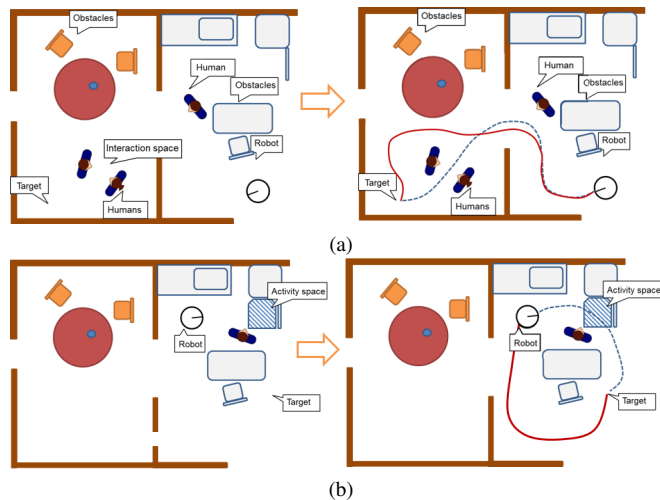 Obstacles
Human
Obstacles
Robot
Interaction space
Target
Humans
Obstacles
Human
Obstacles
Robot
Target
Humans
(a)
Activity space
Robot
Target
Activity space
Robot
Target
(b)